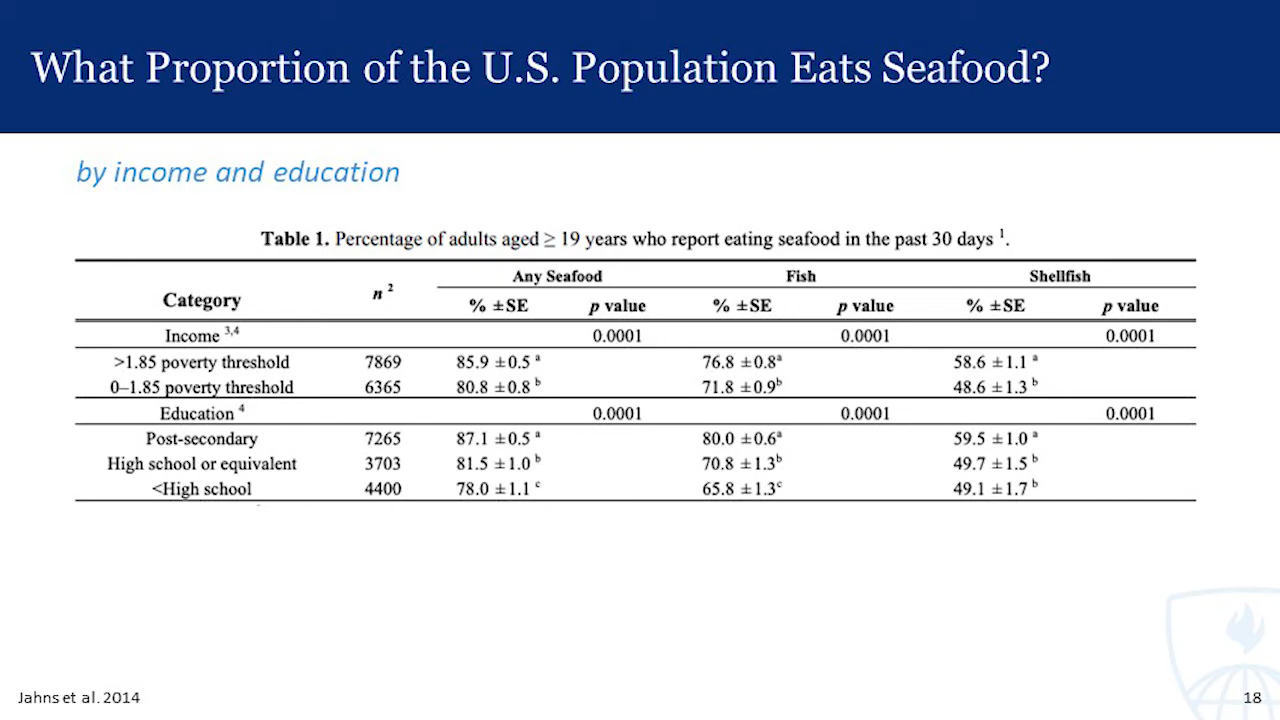 What Proportion of the U.S. Population Eats Seafood?
by income and education
Table 1. Percentage of adults aged ≥ 19 years who report eating seafood in the past 30 days ¹.
Category n ² Any Seafood Fish Shellfish
% ±SE p value % ±SE p value % ±SE p value
Income ³,⁴ 0.0001 0.0001 0.0001
>1.85 poverty threshold 7869 85.9 ±0.5 ᵃ 76.8 ±0.8ᵃ 58.6 ±1.1 ᵃ
0–1.85 poverty threshold 6365 80.8 ±0.8 ᵇ 71.8 ±0.9ᵇ 48.6 ±1.3 ᵇ
Education ⁴ 0.0001 0.0001 0.0001
Post-secondary 7265 87.1 ±0.5 ᵃ 80.0 ±0.6ᵃ 59.5 ±1.0 ᵃ
High school or equivalent 3703 81.5 ±1.0 ᵇ 70.8 ±1.3ᵇ 49.7 ±1.5 ᵇ
<High school 4400 78.0 ±1.1 ᶜ 65.8 ±1.3ᶜ 49.1 ±1.7 ᵇ
Jahns et al. 2014
18